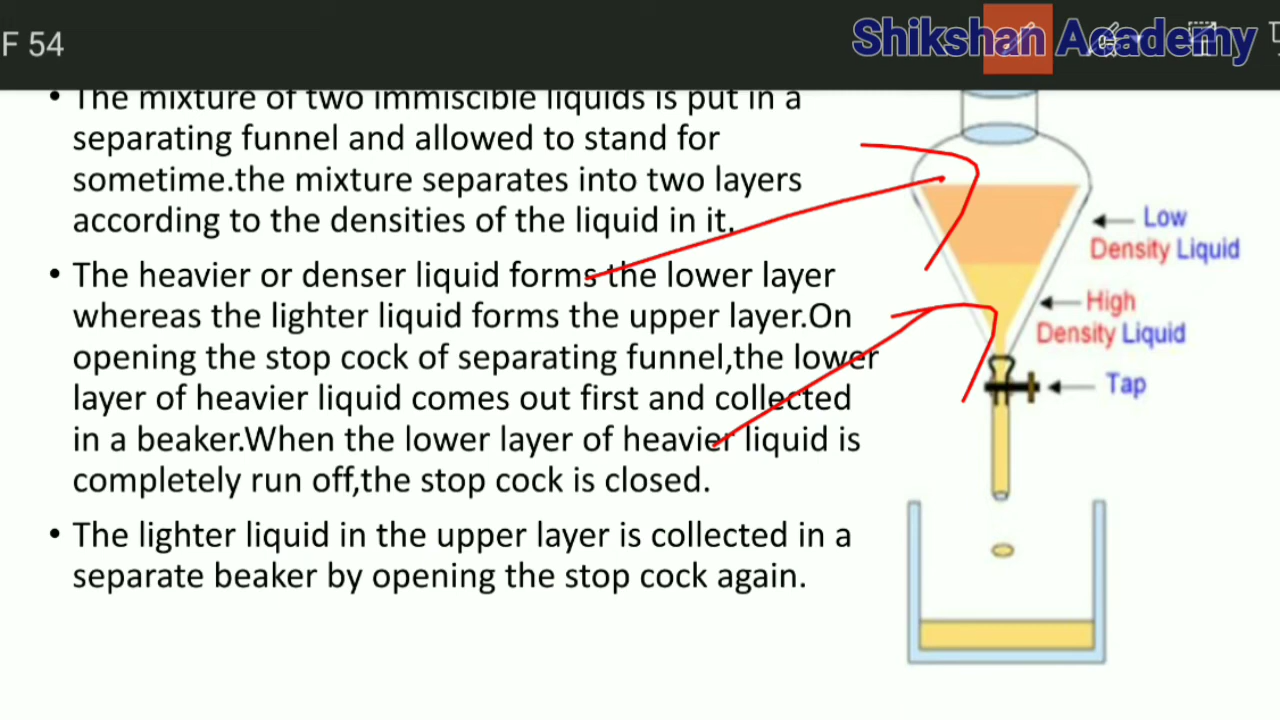 F 54
Shikshan Academy
• The mixture of two immiscible liquids is put in a
separating funnel and allowed to stand for
sometime.the mixture separates into two layers
according to the densities of the liquid in it.
• The heavier or denser liquid forms the lower layer
whereas the lighter liquid forms the upper layer.On
opening the stop cock of separating funnel,the lower
layer of heavier liquid comes out first and collected
in a beaker.When the lower layer of heavier liquid is
completely run off,the stop cock is closed.
• The lighter liquid in the upper layer is collected in a
separate beaker by opening the stop cock again.
Low
Density Liquid
High
Density Liquid
Tap